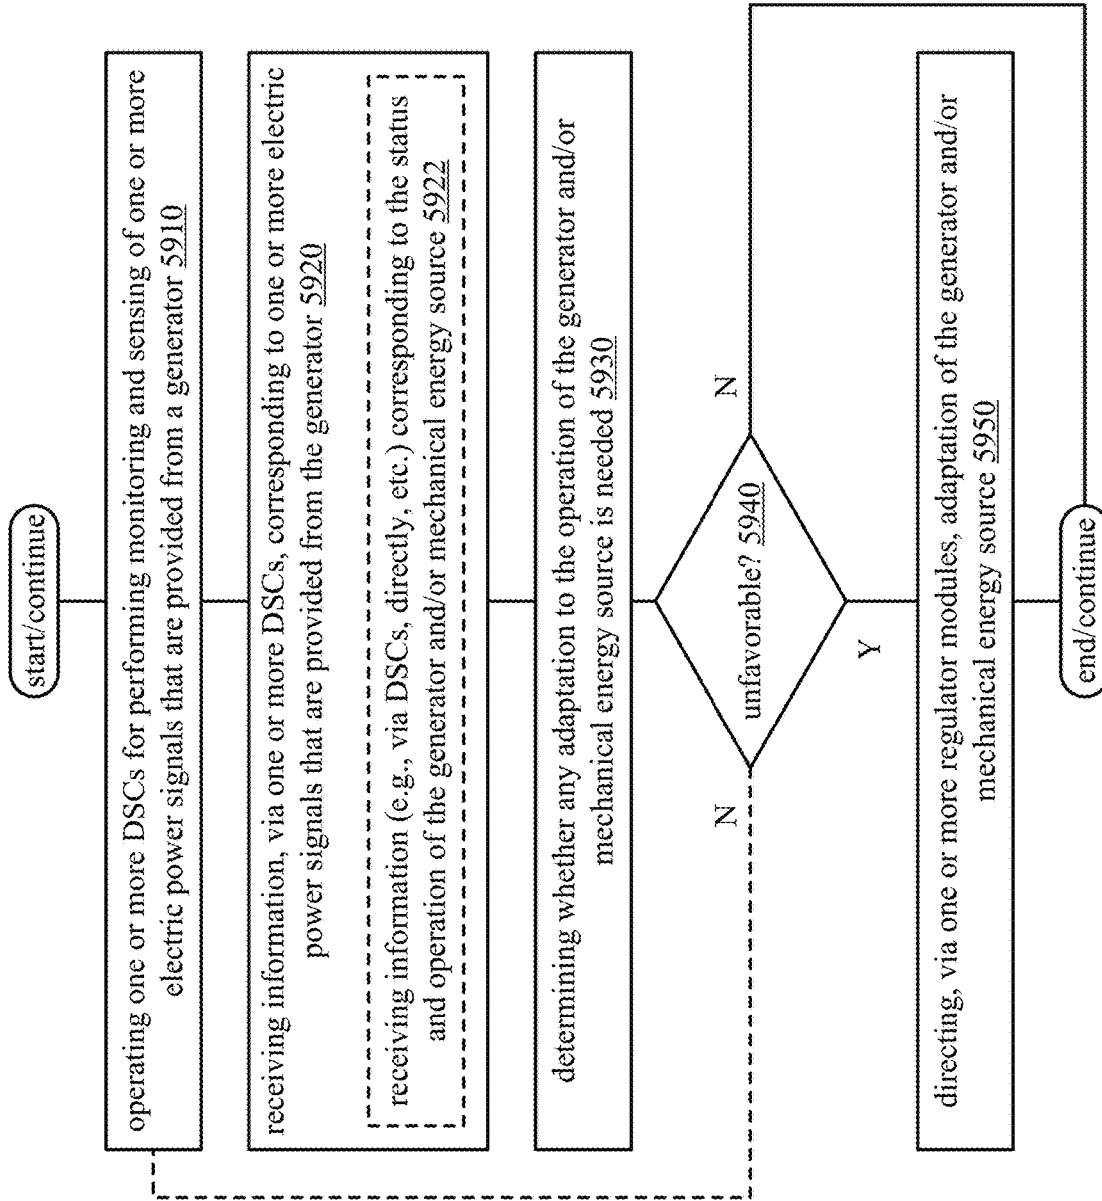 start/continue
operating one or more DSCs for performing monitoring and sensing of one or more
electric power signals that are provided from a generator 5910
receiving information, via one or more DSCs, corresponding to one or more electric
power signals that are provided from the generator 5920
receiving information (e.g., via DSCs, directly, etc.) corresponding to the status
and operation of the generator and/or mechanical energy source 5922
determining whether any adaptation to the operation of the generator and/or
mechanical energy source is needed 5930
unfavorable? 5940
N
N
Y
directing, via one or more regulator modules, adaptation of the generator and/or
mechanical energy source 5950
end/continue